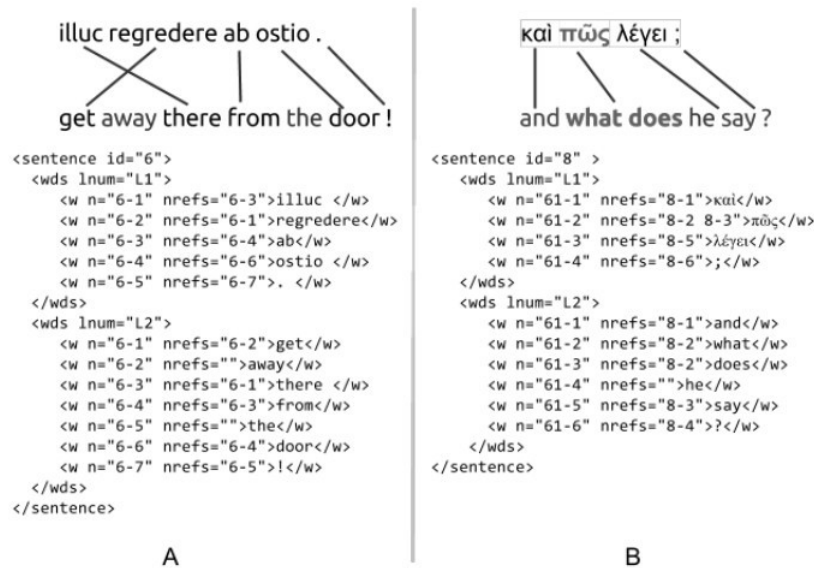 illuc regredere ab ostio .
get away there from the door !
<sentence id="6">
<wds lnum="L1">
<w n="6-1" nrefs="6-3">illuc </w>
<w n="6-2" nrefs="6-1">regredere</w>
<w n="6-3" nrefs="6-4">ab</w>
<w n="6-4" nrefs="6-6">ostio </w>
<w n="6-5" nrefs="6-7">. </w>
</wds>
<wds lnum="L2">
<w n="6-1" nrefs="6-2">get</w>
<w n="6-2" nrefs="">away</w>
<w n="6-3" nrefs="6-1">there </w>
<w n="6-4" nrefs="6-3">from</w>
<w n="6-5" nrefs="">the</w>
<w n="6-6" nrefs="6-4">door</w>
<w n="6-7" nrefs="6-5">!</w>
</wds>
</sentence>
A
καὶ πῶς λέγει ;
and what does he say ?
<sentence id="8" >
<wds lnum="L1">
<w n="61-1" nrefs="8-1">καὶ</w>
<w n="61-2" nrefs="8-2 8-3">πῶς</w>
<w n="61-3" nrefs="8-5">λέγει</w>
<w n="61-4" nrefs="8-6">;</w>
</wds>
<wds lnum="L2">
<w n="61-1" nrefs="8-1">and</w>
<w n="61-2" nrefs="8-2">what</w>
<w n="61-3" nrefs="8-2">does</w>
<w n="61-4" nrefs="">he</w>
<w n="61-5" nrefs="8-3">say</w>
<w n="61-6" nrefs="8-4">?</w>
</wds>
</sentence>
B